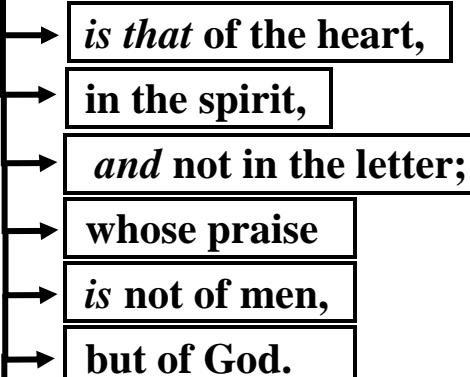 is that of the heart,
in the spirit,
and not in the letter;
whose praise
is not of men,
but of God.